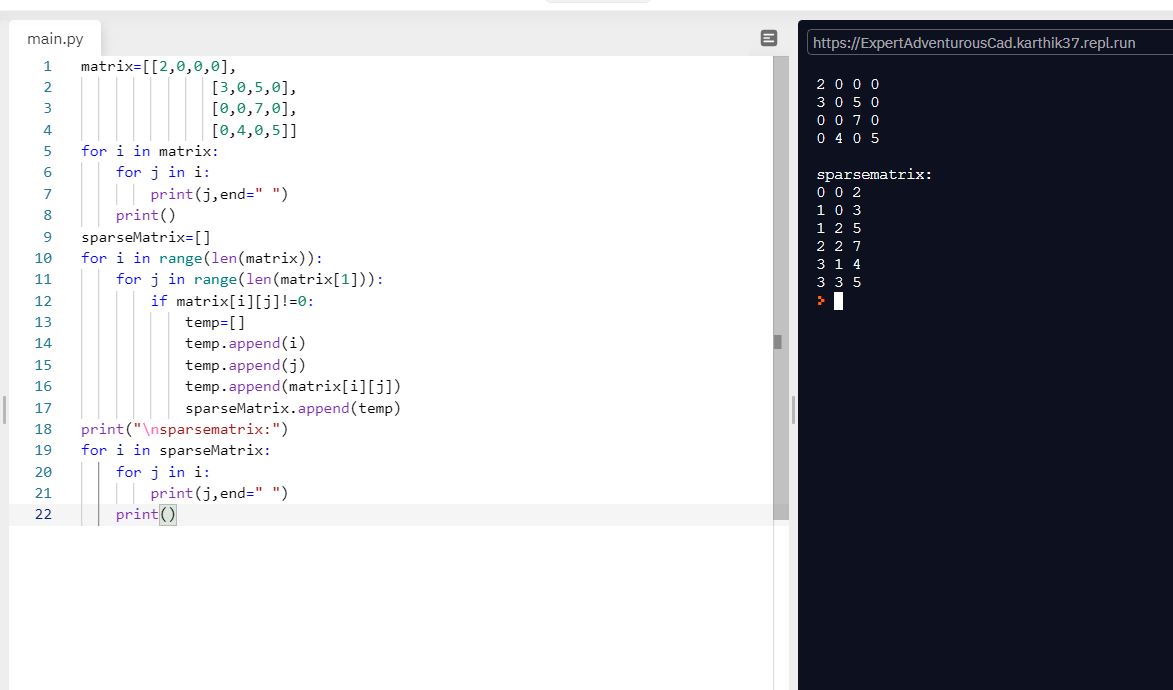 main.py
1 matrix=[[2,0,0,0],
2 [3,0,5,0],
3 [0,0,7,0],
4 [0,4,0,5]]
5 for i in matrix:
6 for j in i:
7 print(j,end=" ")
8 print()
9 sparseMatrix=[]
10 for i in range(len(matrix)):
11 for j in range(len(matrix[1])):
12 if matrix[i][j]!=0:
13 temp=[]
14 temp.append(i)
15 temp.append(j)
16 temp.append(matrix[i][j])
17 sparseMatrix.append(temp)
18 print("\nsparsematrix:")
19 for i in sparseMatrix:
20 for j in i:
21 print(j,end=" ")
22 print()
https://ExpertAdventurousCad.karthik37.repl.run
2 0 0 0
3 0 5 0
0 0 7 0
0 4 0 5
sparsematrix:
0 0 2
1 0 3
1 2 5
2 2 7
3 1 4
3 3 5
>